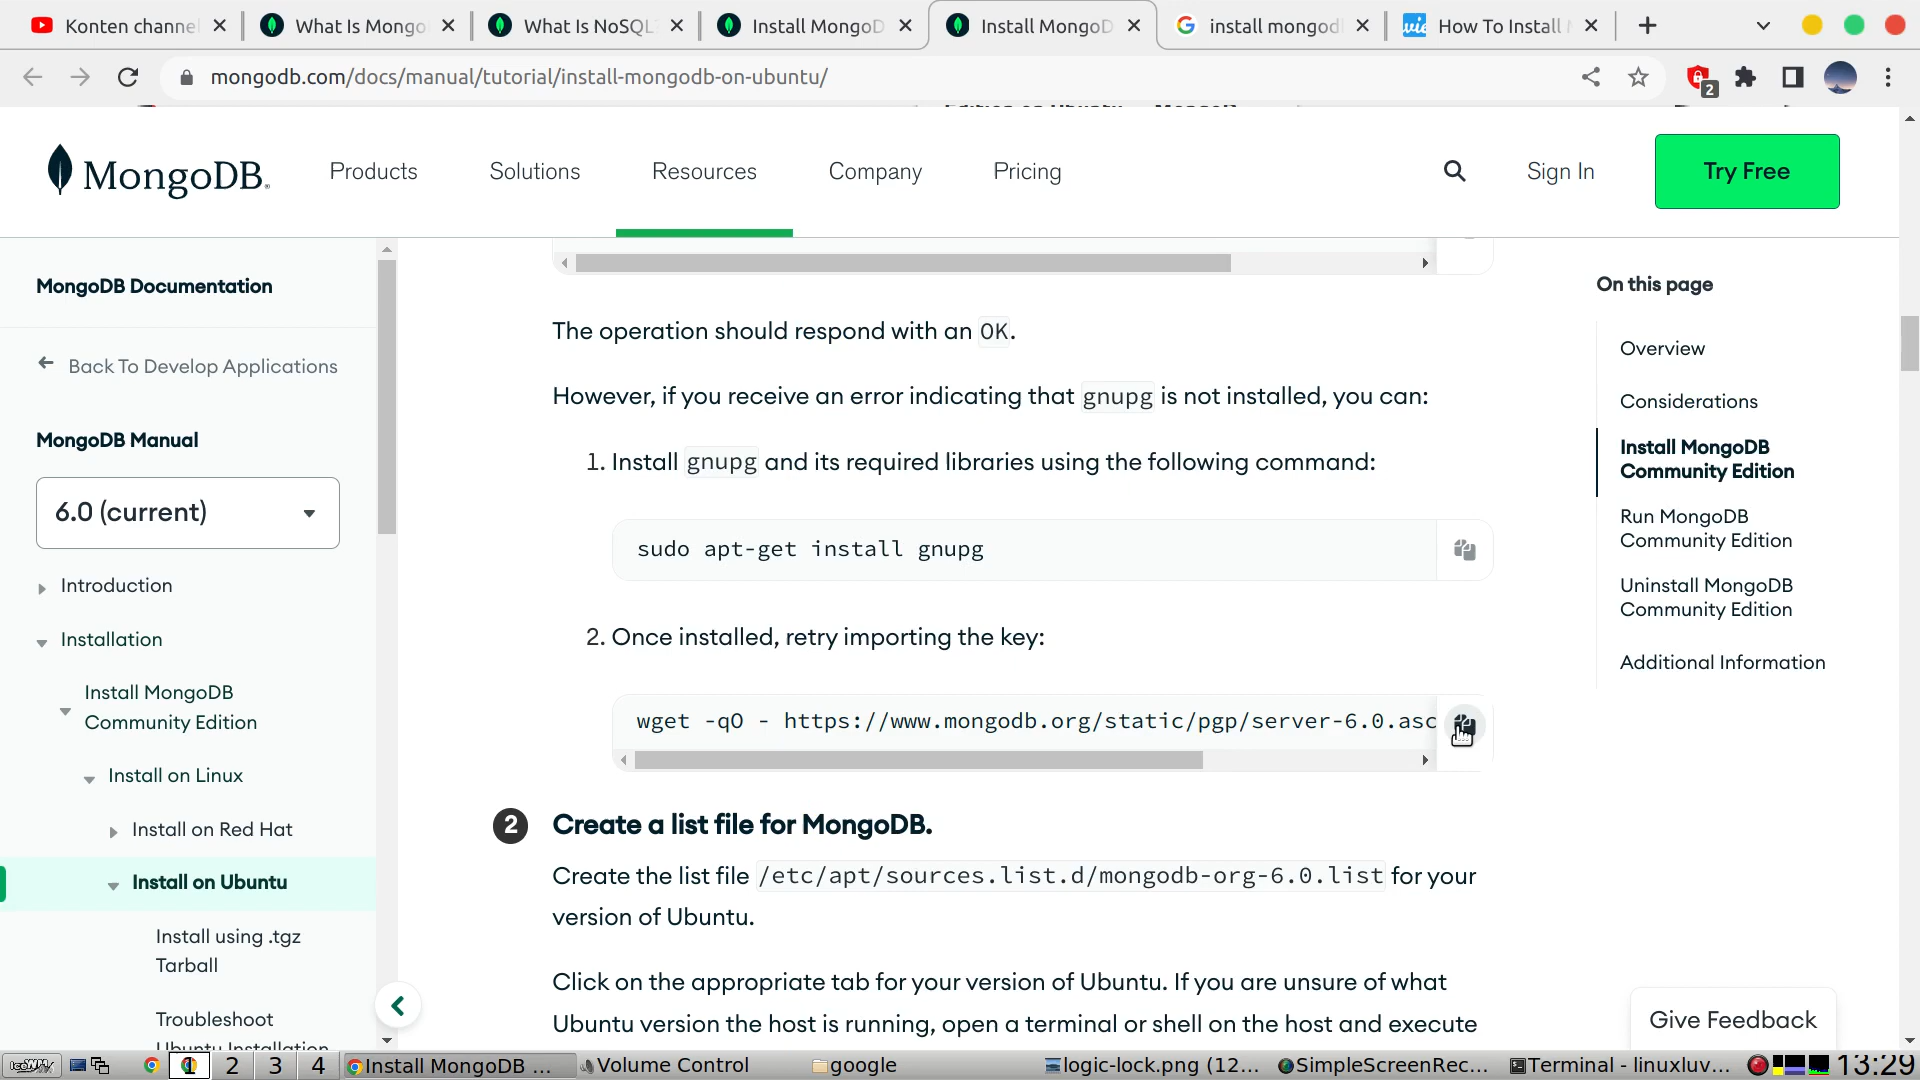 Konten channe
What Is Mongo
What Is NoSQL
Install MongoD
Install MongoD
install mongod
How To Install
mongodb.com/docs/manual/tutorial/install-mongodb-on-ubuntu/
2
MongoDB.
Products
Solutions
Resources
Company
Pricing
Sign In
Try Free
MongoDB Documentation
Back To Develop Applications
MongoDB Manual
6.0 (current)
Introduction
Installation
Install MongoDB
Community Edition
Install on Linux
Install on Red Hat
Install on Ubuntu
Install using .tgz
Tarball
Troubleshoot
Ubuntu Installation
The operation should respond with an OK.
However, if you receive an error indicating that gnupg is not installed, you can:
1. Install gnupg and its required libraries using the following command:
sudo apt-get install gnupg
2. Once installed, retry importing the key:
wget -qO - https://www.mongodb.org/static/pgp/server-6.0.asc
2 Create a list file for MongoDB.
Create the list file /etc/apt/sources.list.d/mongodb-org-6.0.list for your
version of Ubuntu.
Click on the appropriate tab for your version of Ubuntu. If you are unsure of what
Ubuntu version the host is running, open a terminal or shell on the host and execute
On this page
Overview
Considerations
Install MongoDB
Community Edition
Run MongoDB
Community Edition
Uninstall MongoDB
Community Edition
Additional Information
Give Feedback
IceWM
1
2
3
4
Install MongoDB ...
Volume Control
google
logic-lock.png (12...
SimpleScreenRec...
Terminal - linuxluv...
13:29